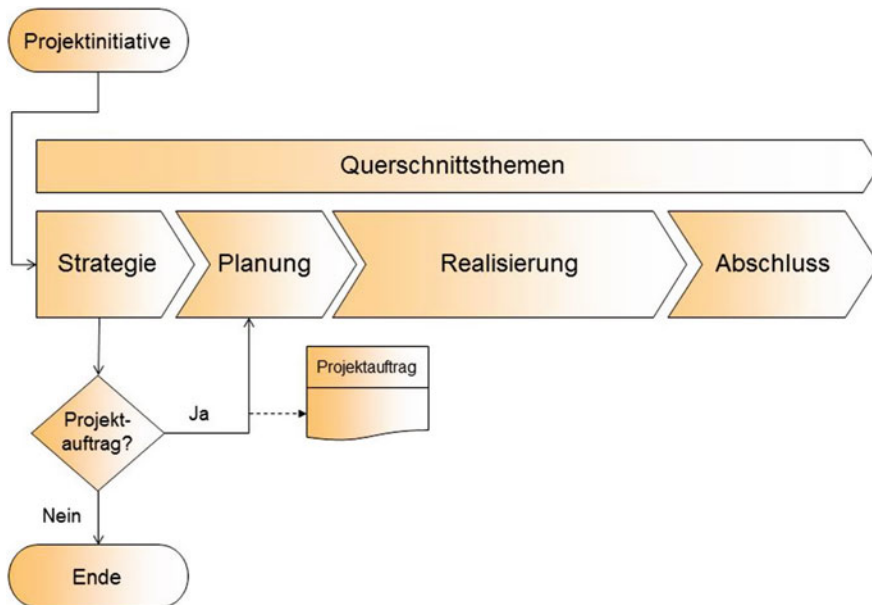 Projektinitiative
Querschnittsthemen
Strategie
Planung
Realisierung
Abschluss
Projektauftrag
Projekt-
auftrag?
Ja
Nein
Ende